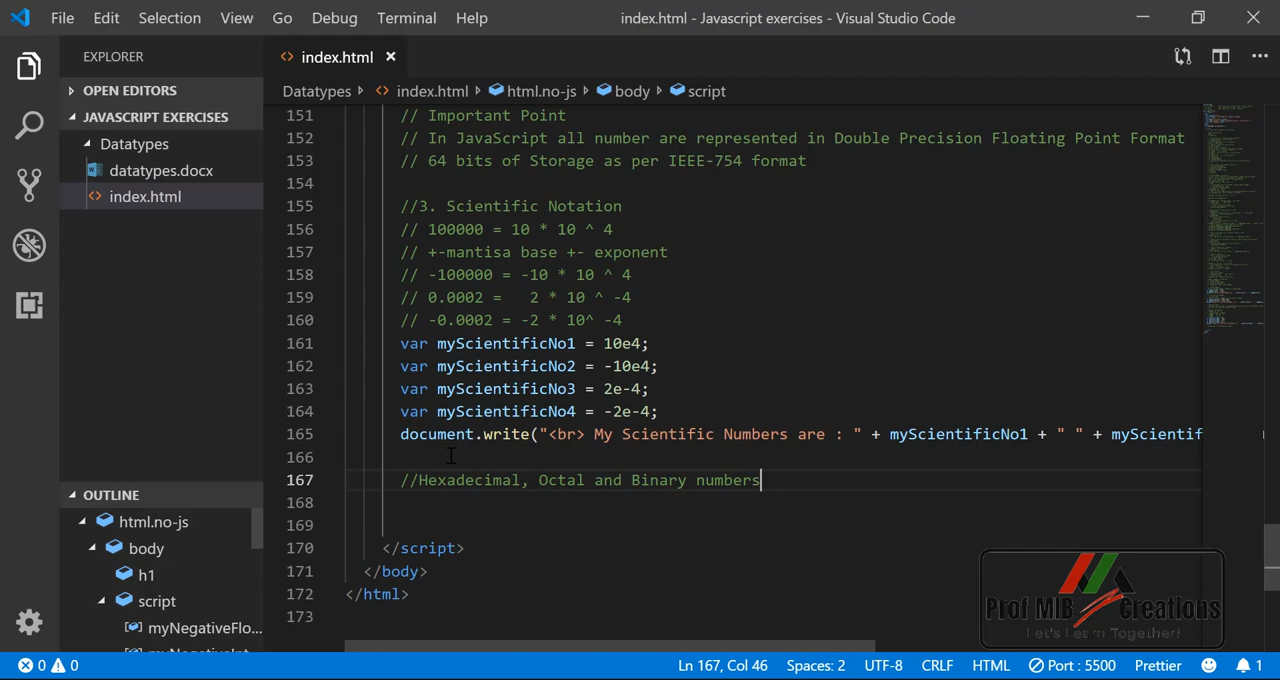 File Edit Selection View Go Debug Terminal Help index.html - Javascript exercises - Visual Studio Code
EXPLORER
index.html
OPEN EDITORS
JAVASCRIPT EXERCISES
Datatypes
datatypes.docx
index.html
Datatypes index.html html.no-js body script
151 // Important Point
152 // In JavaScript all number are represented in Double Precision Floating Point Format
153 // 64 bits of Storage as per IEEE-754 format
154
155 //3. Scientific Notation
156 // 100000 = 10 * 10 ^ 4
157 // +-mantisa base +- exponent
158 // -100000 = -10 * 10 ^ 4
159 // 0.0002 =   2 * 10 ^ -4
160 // -0.0002 = -2 * 10^ -4
161 var myScientificNo1 = 10e4;
162 var myScientificNo2 = -10e4;
163 var myScientificNo3 = 2e-4;
164 var myScientificNo4 = -2e-4;
165 document.write("<br> My Scientific Numbers are : " + myScientificNo1 + " " + myScientif
166
167 //Hexadecimal, Octal and Binary numbers
168
169
170 </script>
171 </body>
172 </html>
173
OUTLINE
html.no-js
body
h1
script
myNegativeFlo...
Prof MIB Creations
Let's Learn Together!
0 0 Ln 167, Col 46 Spaces: 2 UTF-8 CRLF HTML Port : 5500 Prettier 1